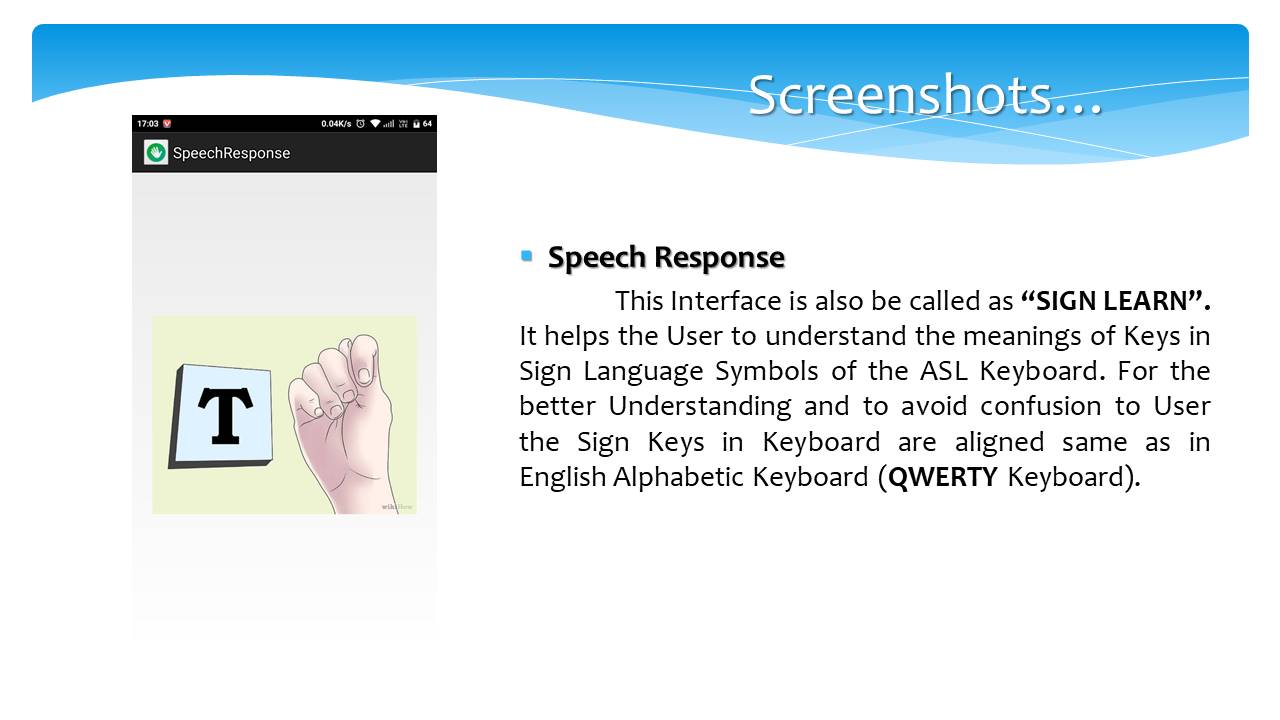 Screenshots…
17:03
0.04K/s
64
SpeechResponse
T
wikiHow
Speech Response
This Interface is also be called as “SIGN LEARN”.
It helps the User to understand the meanings of Keys in
Sign Language Symbols of the ASL Keyboard. For the
better Understanding and to avoid confusion to User
the Sign Keys in Keyboard are aligned same as in
English Alphabetic Keyboard (QWERTY Keyboard).